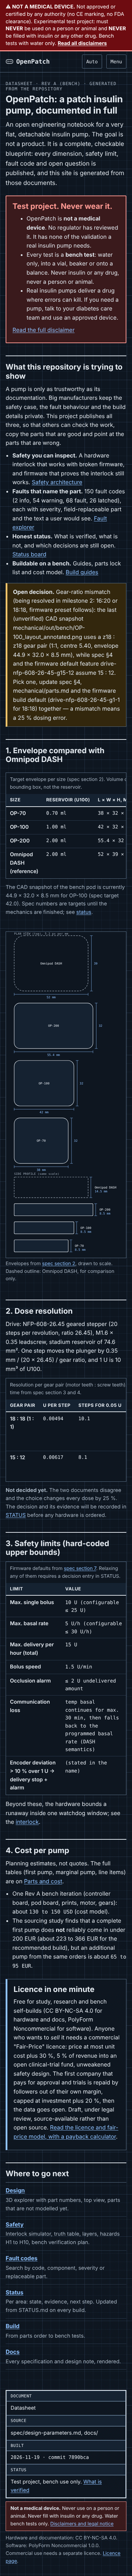 ⚠ NOT A MEDICAL DEVICE. Not approved or
certified by any authority (no CE marking, no FDA
clearance). Experimental test project: must
NEVER be used on a person or animal and NEVER
filled with insulin or any other drug. Bench
tests with water only. Read all disclaimers
OpenPatch
Auto
Menu
DATASHEET · REV A (BENCH) · GENERATED
FROM THE REPOSITORY
OpenPatch: a patch insulin
pump, documented in full
An open engineering notebook for a very
flat, detachable insulin pump. The goal is
not a product. It is a complete, checkable
blueprint: every dimension, safety limit,
fault code and open question is
published, and this site is generated from
those documents.
Test project. Never wear it.
• OpenPatch is not a medical
device. No regulator has reviewed
it. It has none of the validation a
real insulin pump needs.
• Every test is a bench test: water
only, into a vial, collector or on a
balance. Never insulin or any drug,
never a person or animal.
• Real insulin pumps deliver a drug
where errors can kill. If you need a
pump, talk to your diabetes care
team and use an approved device.
Read the full disclaimer
What this repository is trying to
show
A pump is only as trustworthy as its
documentation. Big manufacturers keep the
safety case, the fault behaviour and the build
details private. This project publishes all
three, so that others can check the work,
copy the parts that are good and argue with
the parts that are wrong.
• Safety you can inspect. A hardware
interlock that works with broken firmware,
and firmware that proves the interlock still
works. Safety architecture
• Faults that name the part. 150 fault codes
(2 info, 54 warning, 68 fault, 26 latched),
each with its severity, likely defective part
and the text a user would see. Fault
explorer
• Honest status. What is verified, what is
not, and which decisions are still open.
Status board
• Buildable on a bench. Guides, parts lock
list and cost model. Build guides
Open decision. Gear-ratio mismatch
(being resolved in milestone 2: 15:20 or
18:18, firmware preset follows): the last
(unverified) CAD snapshot
mechanical/out/bench/OP-
100_layout_annotated.png uses a z18 :
z18 gear pair (1:1, centre 5.40, envelope
44.9 × 32.0 × 8.5 mm), while spec §4
and the firmware default feature drive-
nfp-608-26-45-gear15-12 assume z15 :
z12. Pick one, update spec §4,
mechanical/parts.md and the firmware
build default (drive-nfp-608-26-45-g1-1
for 18:18) together — a mismatch means
a 25 % dosing error.
1. Envelope compared with
Omnipod DASH
Target envelope per size (spec section 2). Volume i
bounding box, not the reservoir.
SIZE RESERVOIR (U100) L × W × H, M
OP-70 0.70 ml
OP-100 1.00 ml
OP-200 2.00 ml
Omnipod
DASH
(reference) 2.00 ml 52 × 39 ×
The CAD snapshot of the bench pod is currently
44.9 × 32.0 × 8.5 mm for OP-100 (spec target
42.0). Spec numbers are targets until the
mechanics are finished; see status.
Omnipod DASH
OP-200
OP-100
OP-70
Envelopes from spec section 2, drawn to scale.
Dashed outline: Omnipod DASH, for comparison
only.
2. Dose resolution
Drive: NFP-608-26.45 geared stepper (20
steps per revolution, ratio 26.45), M1.6 ×
0.35 leadscrew, stadium reservoir of 74.6
mm². One step moves the plunger by 0.35
mm / (20 × 26.45) / gear ratio, and 1 U is 10
mm³ of U100.
Resolution per gear pair (motor teeth : screw teeth)
from spec section 3 and 4.
GEAR PAIR U PER STEP STEPS FOR 0.05 U
18 : 18 (1 :
1) 0.00494 10.1
15 : 12 0.00617 8.1
Not decided yet. The two documents disagree
and the choice changes every dose by 25 %.
The decision and its evidence will be recorded in
STATUS before any hardware is ordered.
3. Safety limits (hard-coded
upper bounds)
Firmware defaults from spec section 7. Relaxing
any of them requires a decision entry in STATUS.
LIMIT VALUE
Max. single bolus 10 U (configurable
≤ 25 U)
Max. basal rate 5 U/h (configurable
≤ 30 U/h)
Max. delivery per
hour (total) 15 U
Bolus speed 1.5 U/min
Occlusion alarm ≤ 2 U undelivered
amount
Communication
loss temp basal
continues for max.
30 min, then falls
back to the
programmed basal
rate (DASH
semantics)
Encoder deviation
> 10 % over 1 U →
delivery stop +
alarm (stated in the
name)
Beyond these, the hardware bounds a
runaway inside one watchdog window; see
the interlock.
4. Cost per pump
Planning estimates, not quotes. The full
tables (first pump, marginal pump, line items)
are on Parts and cost.
• One Rev A bench iteration (controller
board, pod board, prints, motor, gears):
about 130 to 150 USD (cost model).
• The sourcing study finds that a complete
first pump does not realise under or near
200 EUR (about 223 to 366 EUR for the
recommended build), but an additional
pump from the same orders is about 65 to
95 EUR.
Licence in one minute
Free for study, research and bench
self-builds (CC BY-NC-SA 4.0 for
hardware and docs, PolyForm
Noncommercial for software). Anyone
who wants to sell needs a commercial
"Fair-Price" licence: price at most unit
cost plus 30 %, 5 % of revenue into an
open clinical-trial fund, unweakened
safety design. The first company that
gets it approved and is paid back
follows out of their own margin,
capped at investment plus 20 %, then
the data goes open. Draft, under legal
review, source-available rather than
open source. Read the licence and fair-
price model, with a payback calculator.
Where to go next
Design
3D explorer with part numbers, top view, parts
that are not modelled yet.
Safety
Interlock simulator, truth table, layers, hazards
H1 to H10, bench verification plan.
Fault codes
Search by code, component, severity or
replaceable part.
Status
Per area: state, evidence, next step. Updated
from STATUS.md on every build.
Build
From parts order to bench tests.
Docs
Every specification and design note, rendered.
DOCUMENT
Datasheet
SOURCE
spec/design-parameters.md, docs/
BUILT
2026-11-19 · commit 7090bca
STATUS
Test project, bench use only. What is
verified
Not a medical device. Never use on a person or
animal. Never fill with insulin or any drug. Water
bench tests only. Disclaimers and legal notice
Hardware and documentation: CC BY-NC-SA 4.0.
Software: PolyForm Noncommercial 1.0.0.
Commercial use needs a separate licence. Licence
page.